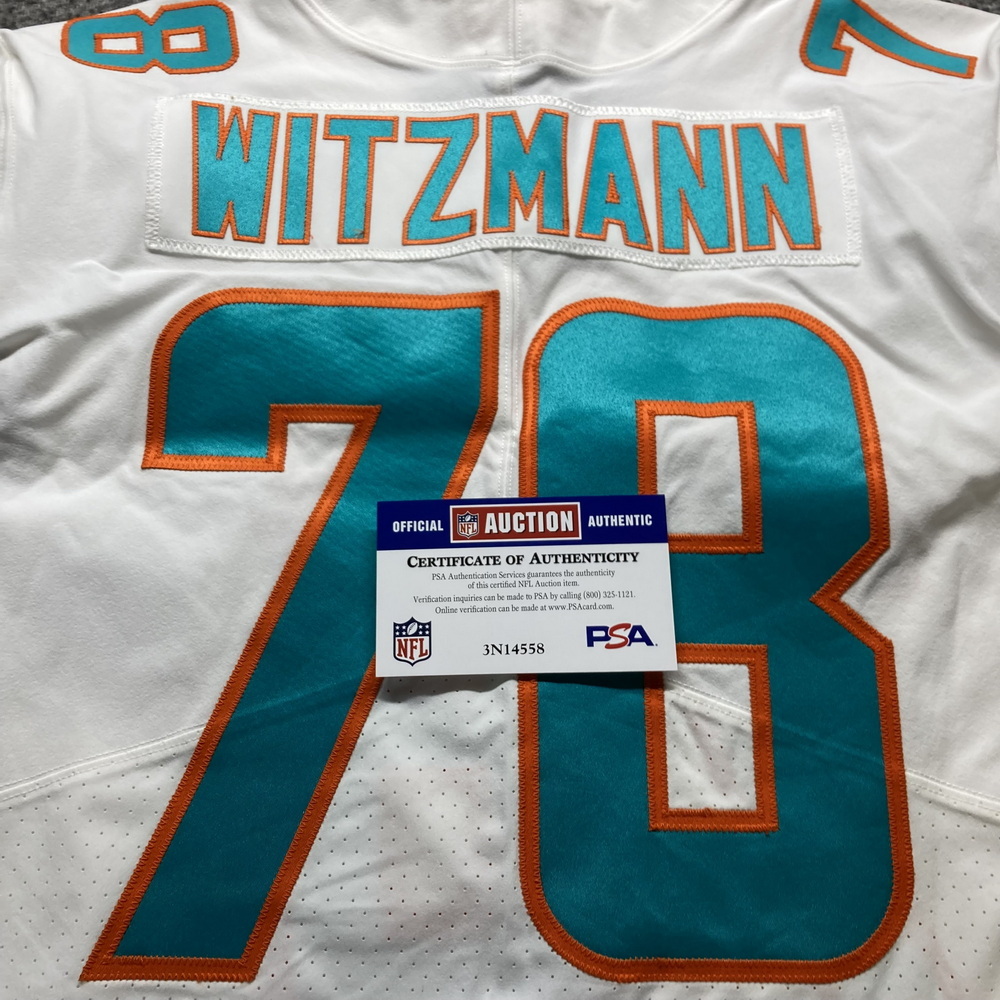 8 7
WITZMANN
78
OFFICIAL NFL AUCTION AUTHENTIC
CERTIFICATE OF AUTHENTICITY
PSA Authentication Services guarantees the authenticity
of this certified NFL Auction item.
Verification inquiries can be made to PSA by calling (800) 325-1121.
Online verification can be made at www.PSAcard.com.
NFL 3N14558 PSA